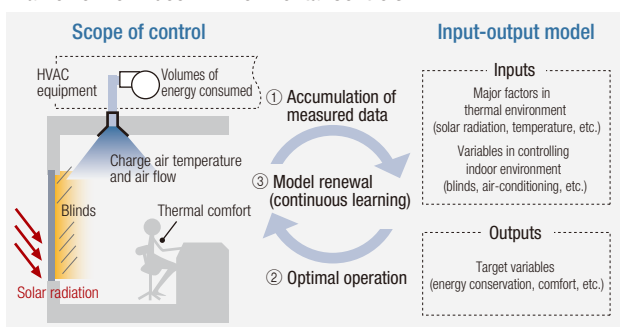 Scope of control
Input-output model
HVAC
equipment
Volumes of
energy consumed
Charge air temperature
and air flow
Blinds
Thermal comfort
Solar radiation
① Accumulation of
measured data
③ Model renewal
(continuous learning)
② Optimal operation
Inputs
Major factors in
thermal environment
(solar radiation, temperature, etc.)
Variables in controlling
indoor environment
(blinds, air-conditioning, etc.)
Outputs
Target variables
(energy conservation, comfort, etc.)